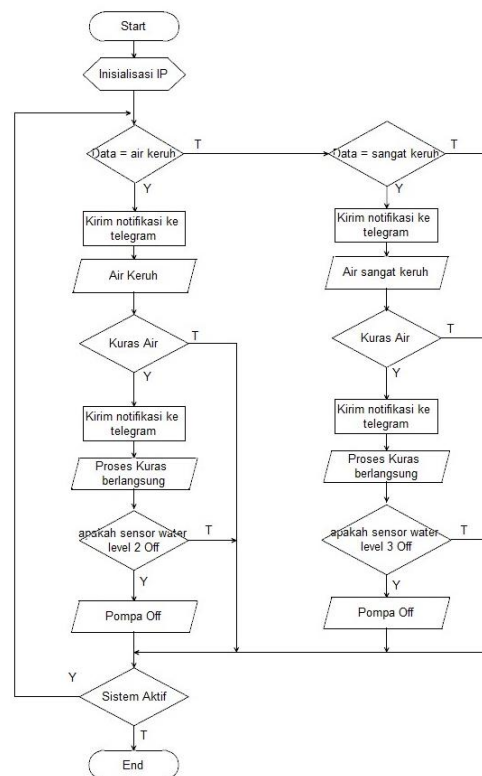 Start
Inisialisasi IP
Data = air keruh
T
Y
Kirim notifikasi ke
telegram
Air Keruh
Kuras Air
T
Y
Kirim notifikasi ke
telegram
Proses Kuras
berlangsung
apakah sensor water
level 2 Off
T
Y
Pompa Off
Data = sangat keruh
T
Y
Kirim notifikasi ke
telegram
Air sangat keruh
Kuras Air
T
Y
Kirim notifikasi ke
telegram
Proses Kuras
berlangsung
apakah sensor water
level 3 Off
T
Y
Pompa Off
Y
Sistem Aktif
T
End